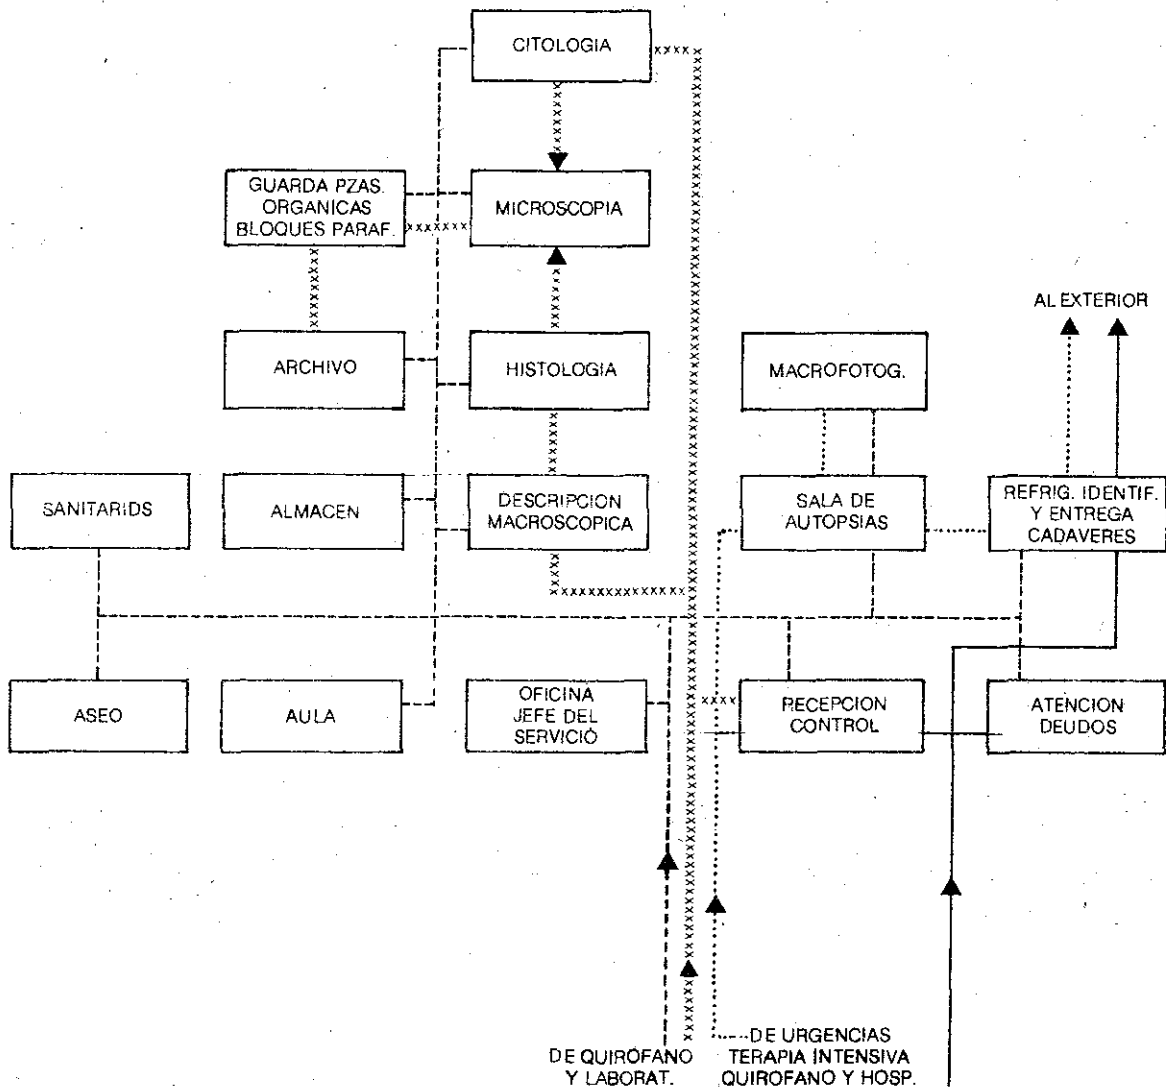 CITOLOGIA
GUARDA PZAS.
ORGANICAS
BLOQUES PARAF.
MICROSCOPIA
AL EXTERIOR
ARCHIVO
HISTOLOGIA
MACROFOTOG.
SANITARIDS
ALMACEN
DESCRIPCION
MACROSCOPICA
SALA DE
AUTOPSIAS
REFRIG. IDENTIF.
Y ENTREGA
CADAVERES
ASEO
AULA
OFICINA
JEFE DEL
SERVICIÓ
RECEPCION
CONTROL
ATENCION
DEUDOS
DE QUIROFANO
Y LABORAT.
DE URGENCIAS
TERAPIA INTENSIVA
QUIROFANO Y HOSP.